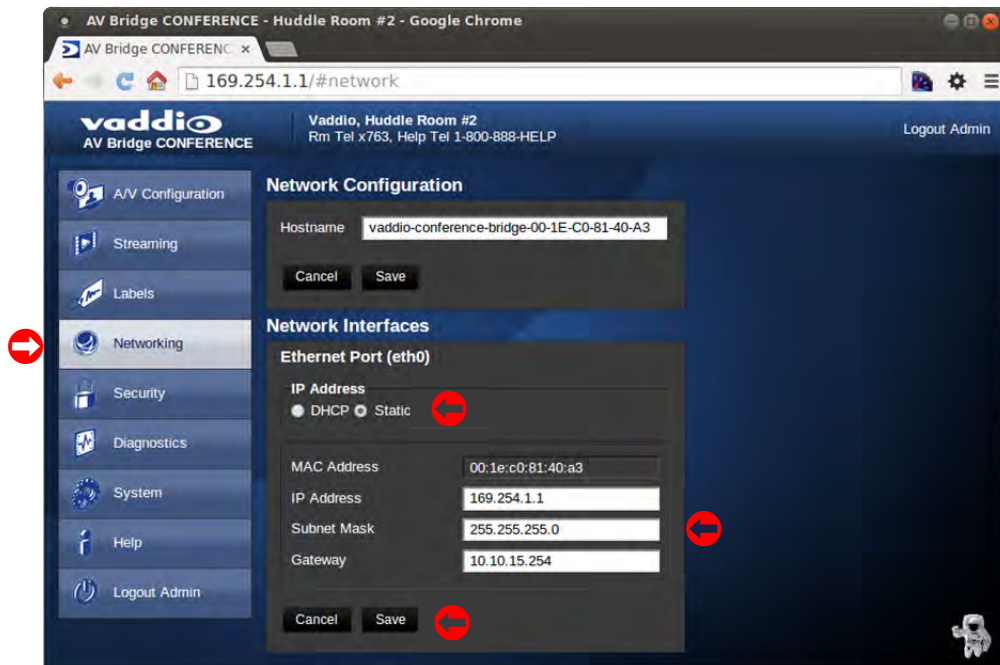 AV Bridge CONFERENCE - Huddle Room #2 - Google Chrome
AV Bridge CONFERENC ×
169.254.1.1/#network
vaddio
AV Bridge CONFERENCE
Vaddio, Huddle Room #2
Rm Tel x763, Help Tel 1-800-888-HELP
Logout Admin
A/V Configuration
Streaming
Labels
Networking
Security
Diagnostics
System
Help
Logout Admin
Network Configuration
Hostname vaddio-conference-bridge-00-1E-C0-81-40-A3
Cancel Save
Network Interfaces
Ethernet Port (eth0)
IP Address
DHCP Static
MAC Address 00:1e:c0:81:40:a3
IP Address 169.254.1.1
Subnet Mask 255.255.255.0
Gateway 10.10.15.254
Cancel Save